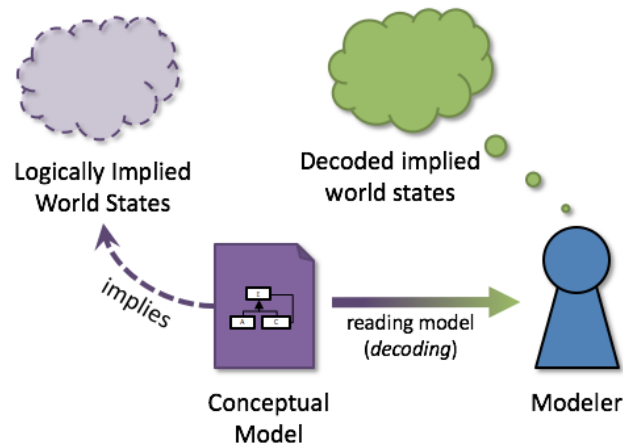 Logically Implied
World States
Decoded implied
world states
implies
E
A
C
reading model
(decoding)
Conceptual
Model
Modeler